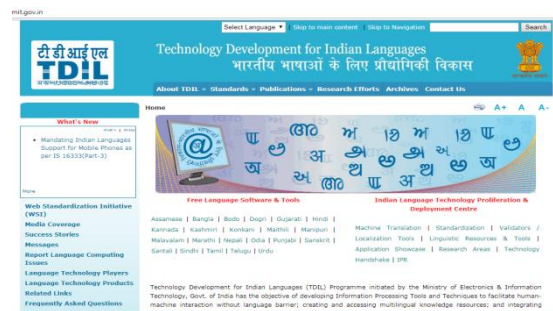 mit.gov.in
Select Language ▼ | Skip to main content | Skip to Navigation Search
टी डी आई एल
TDIL
Technology Development for Indian Languages
भारतीय भाषाओं के लिए प्रौद्योगिकी विकास
About TDIL Standards Publications Research Efforts Archives Contact Us
Home A+ A A-
What's New
Mandating Indian Languages
Support for Mobile Phones as
per IS 16333(Part-3)
More
Web Standardization Initiative
(WSI)
Media Coverage
Success Stories
Messages
Report Language Computing
Issues
Language Technology Players
Language Technology Products
Related Links
Frequently Asked Questions
Free Language Software & Tools
Assamese | Bangla | Bodo | Dogri | Gujarati | Hindi |
Kannada | Kashmiri | Konkani | Maithili | Manipuri |
Malayalam | Marathi | Nepali | Odia | Punjabi | Sanskrit |
Santali | Sindhi | Tamil | Telugu | Urdu
Indian Language Technology Proliferation &
Deployment Centre
Machine Translation | Standardization | Validators /
Localization Tools | Linguistic Resources & Tools |
Application Showcase | Research Areas | Technology
Handshake | IPR
Technology Development for Indian Languages (TDIL) Programme initiated by the Ministry of Electronics & Information
Technology, Govt. of India has the objective of developing Information Processing Tools and Techniques to facilitate human-
machine interaction without language barrier; creating and accessing multilingual knowledge resources; and integrating